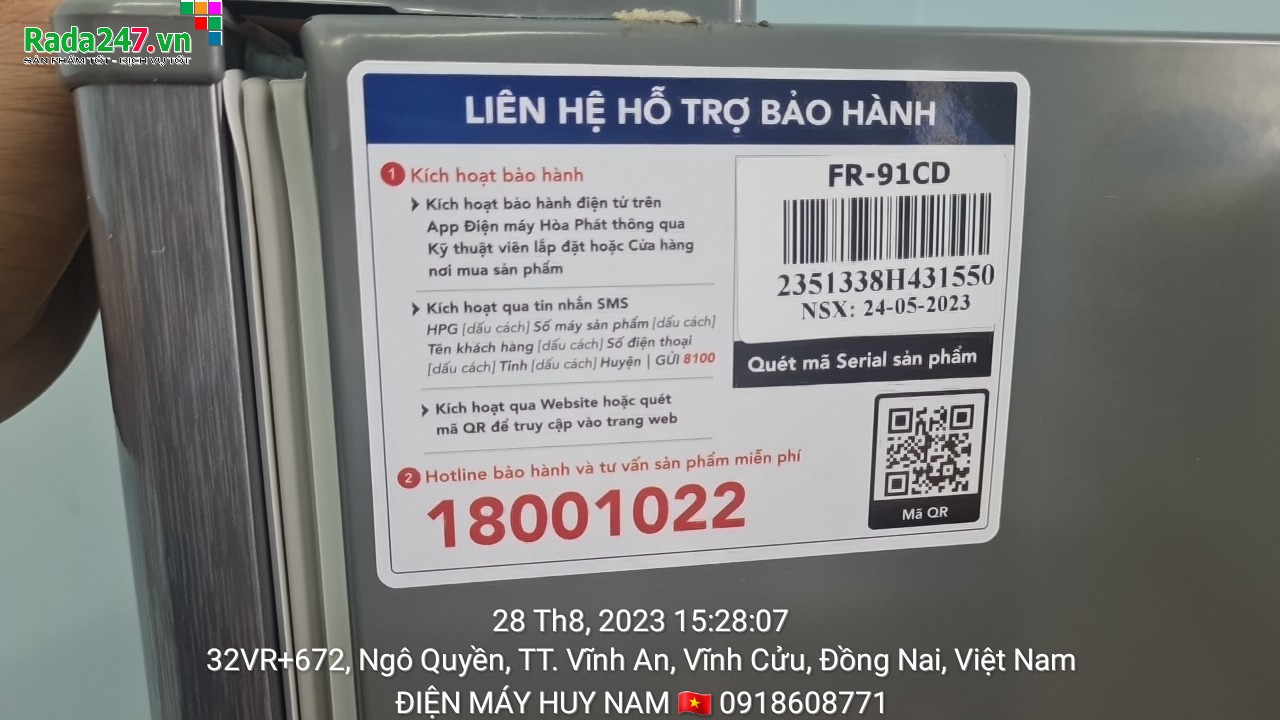 Rada247.vn
SẢN PHẨM TỐT - DỊCH VỤ TỐT
LIÊN HỆ HỖ TRỢ BẢO HÀNH
1 Kích hoạt bảo hành
Kích hoạt bảo hành điện tử trên
App Điện máy Hòa Phát thông qua
Kỹ thuật viên lắp đặt hoặc Cửa hàng
nơi mua sản phẩm
Kích hoạt qua tin nhắn SMS
HPG [dấu cách] Số máy sản phẩm [dấu cách]
Tên khách hàng [dấu cách] Số điện thoại
[dấu cách] Tỉnh [dấu cách] Huyện | GỬI 8100
Kích hoạt qua Website hoặc quét
mã QR để truy cập vào trang web
2 Hotline bảo hành và tư vấn sản phẩm miễn phí
18001022
FR-91CD
2351338H431550
NSX: 24-05-2023
Quét mã Serial sản phẩm
Mã QR
28 Th8, 2023 15:28:07
32VR+672, Ngô Quyền, TT. Vĩnh An, Vĩnh Cửu, Đồng Nai, Việt Nam
ĐIỆN MÁY HUY NAM 🇻🇳 0918608771